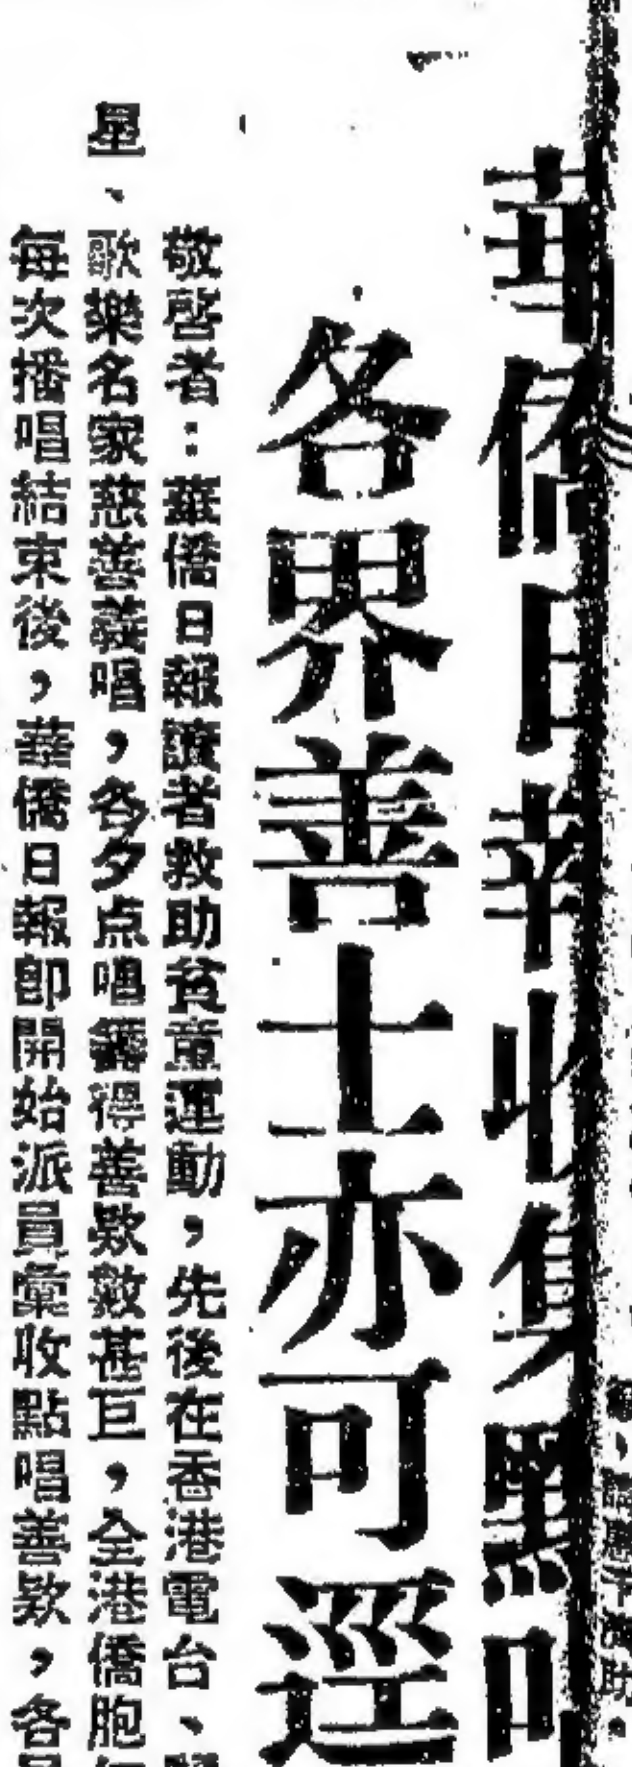 華僑日報收集點唱
各界善士亦可逕
敬啓者：華僑日報讀者救助貧童運動，先後在香港電台、
星、歌樂名家慈善義唱，各夕点唱籌得善欵數甚巨，全港僑胞
每次播唱結束後，華僑日報即開始派員彙收點唱善欵，各